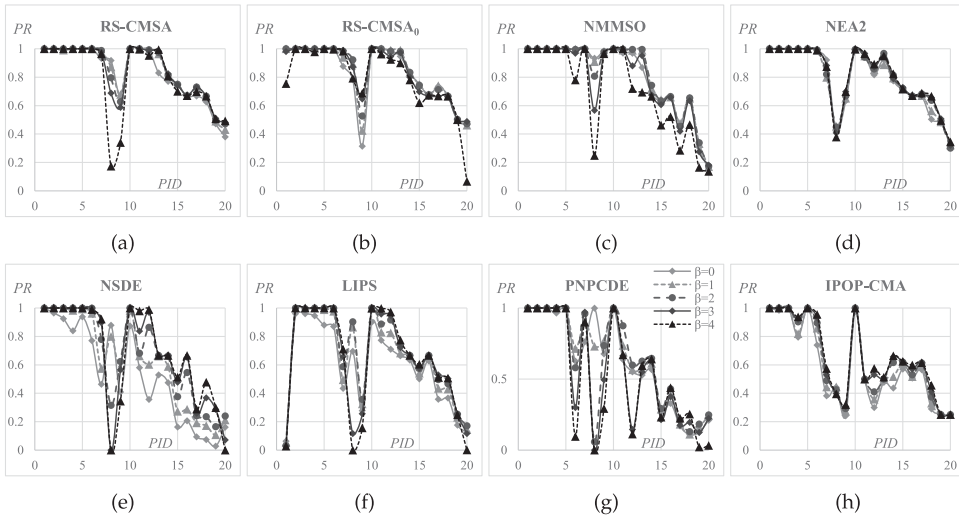 PR RS-CMSA
1
0.8
0.6
0.4
0.2
0
PID
0 5 10 15 20
(a)
PR RS-CMSA₀
1
0.8
0.6
0.4
0.2
0
PID
0 5 10 15 20
(b)
PR NMMSO
1
0.8
0.6
0.4
0.2
0
PID
0 5 10 15 20
(c)
PR NEA2
1
0.8
0.6
0.4
0.2
0
PID
0 5 10 15 20
(d)
PR NSDE
1
0.8
0.6
0.4
0.2
0
PID
0 5 10 15 20
(e)
PR LIPS
1
0.8
0.6
0.4
0.2
0
PID
0 5 10 15 20
(f)
PR PNPCDE
β=0
β=1
β=2
β=3
β=4
1
0.5
0
PID
0 5 10 15 20
(g)
PR IPOP-CMA
1
0.8
0.6
0.4
0.2
0
PID
0 5 10 15 20
(h)